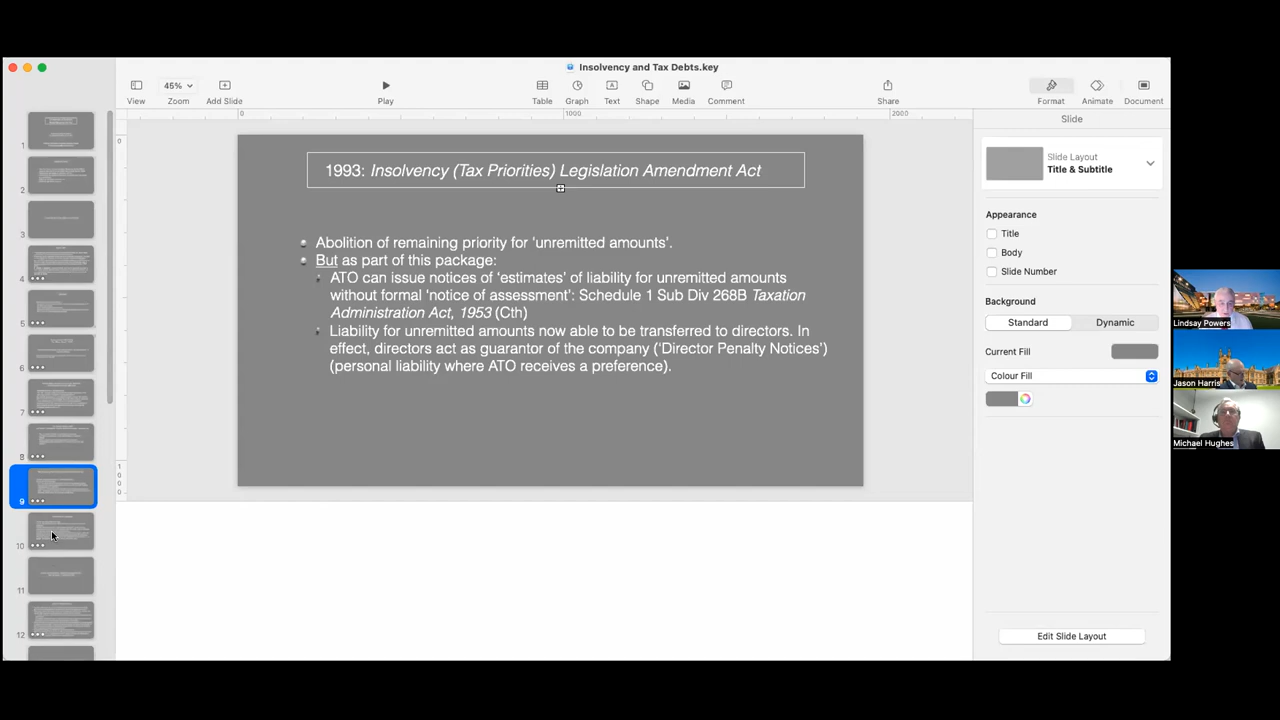 Insolvency and Tax Debts.key
45%
View
Zoom
Add Slide
Play
Table
Graph
Text
Shape
Media
Comment
Share
Format
Animate
Document
0
1000
2000
0
1
0
0
0
1
2
3
4
5
6
7
8
9
10
11
12
1993: Insolvency (Tax Priorities) Legislation Amendment Act
Abolition of remaining priority for 'unremitted amounts'.
But as part of this package:
ATO can issue notices of 'estimates' of liability for unremitted amounts
without formal 'notice of assessment': Schedule 1 Sub Div 268B Taxation
Administration Act, 1953 (Cth)
Liability for unremitted amounts now able to be transferred to directors. In
effect, directors act as guarantor of the company ('Director Penalty Notices')
(personal liability where ATO receives a preference).
Slide
Slide Layout
Title & Subtitle
Appearance
Title
Body
Slide Number
Background
Standard
Dynamic
Current Fill
Colour Fill
Edit Slide Layout
Lindsay Powers
Jason Harris
Michael Hughes